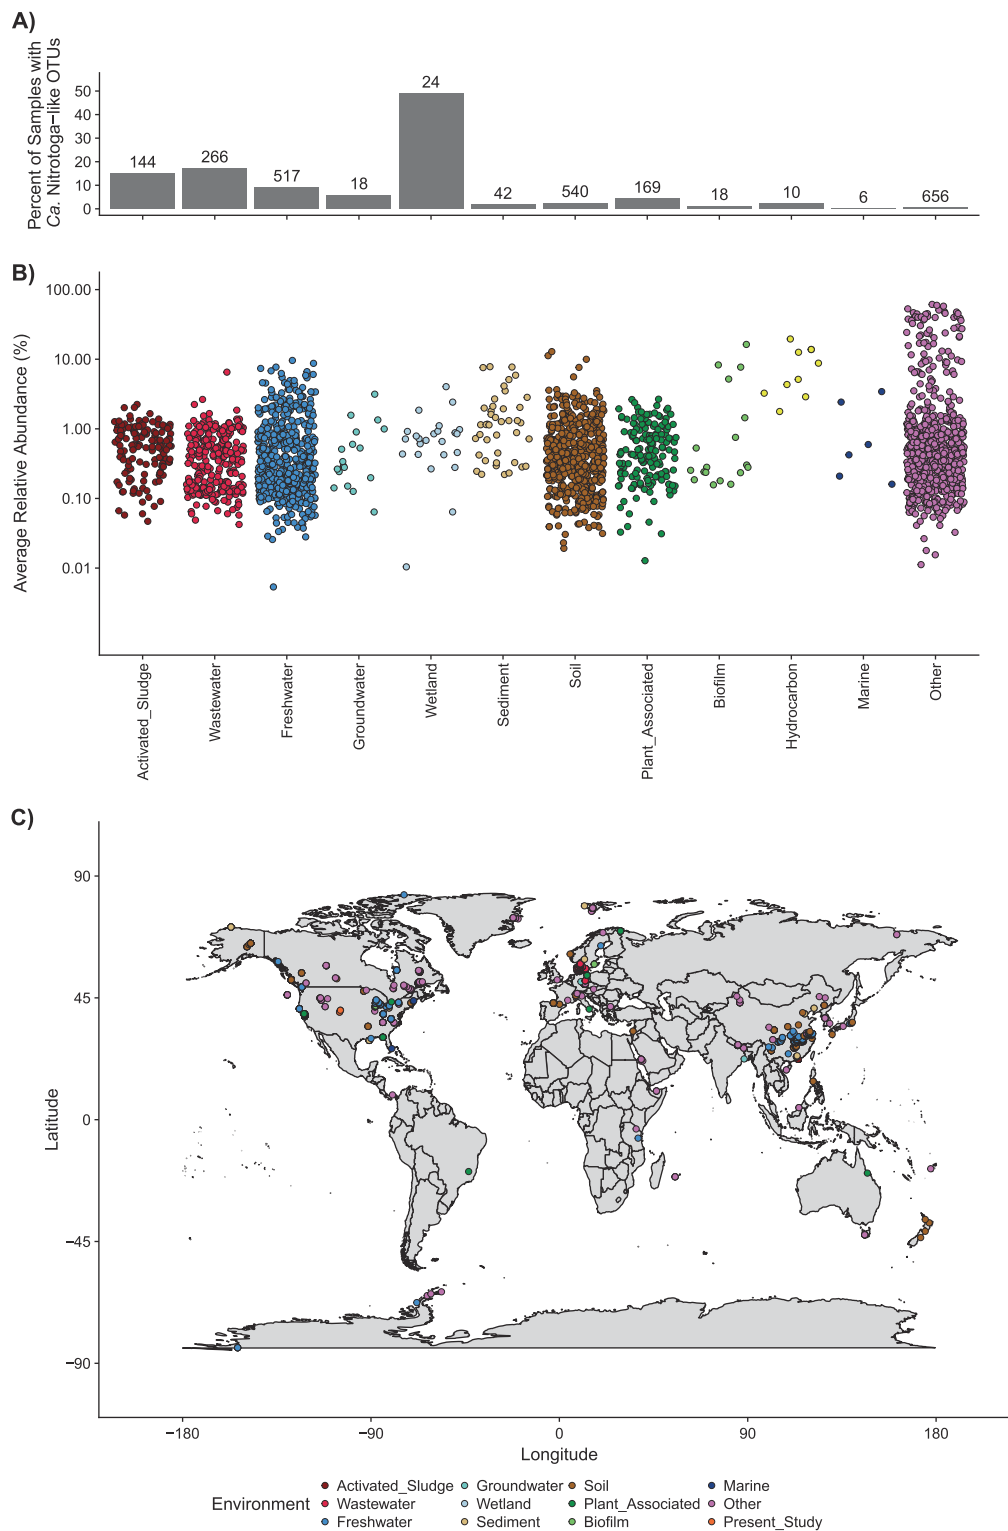 A)
Percent of Samples with
Ca. Nitrotoga−like OTUs
50
40
30
20
10
0
144
266
517
18
24
42
540
169
18
10
6
656
B)
Average Relative Abundance (%)
100.00
10.00
1.00
0.10
0.01
Activated_Sludge
Wastewater
Freshwater
Groundwater
Wetland
Sediment
Soil
Plant_Associated
Biofilm
Hydrocarbon
Marine
Other
C)
Latitude
90
45
0
−45
−90
−180
−90
0
90
180
Longitude
Environment
Activated_Sludge
Wastewater
Freshwater
Groundwater
Wetland
Sediment
Soil
Plant_Associated
Biofilm
Marine
Other
Present_Study